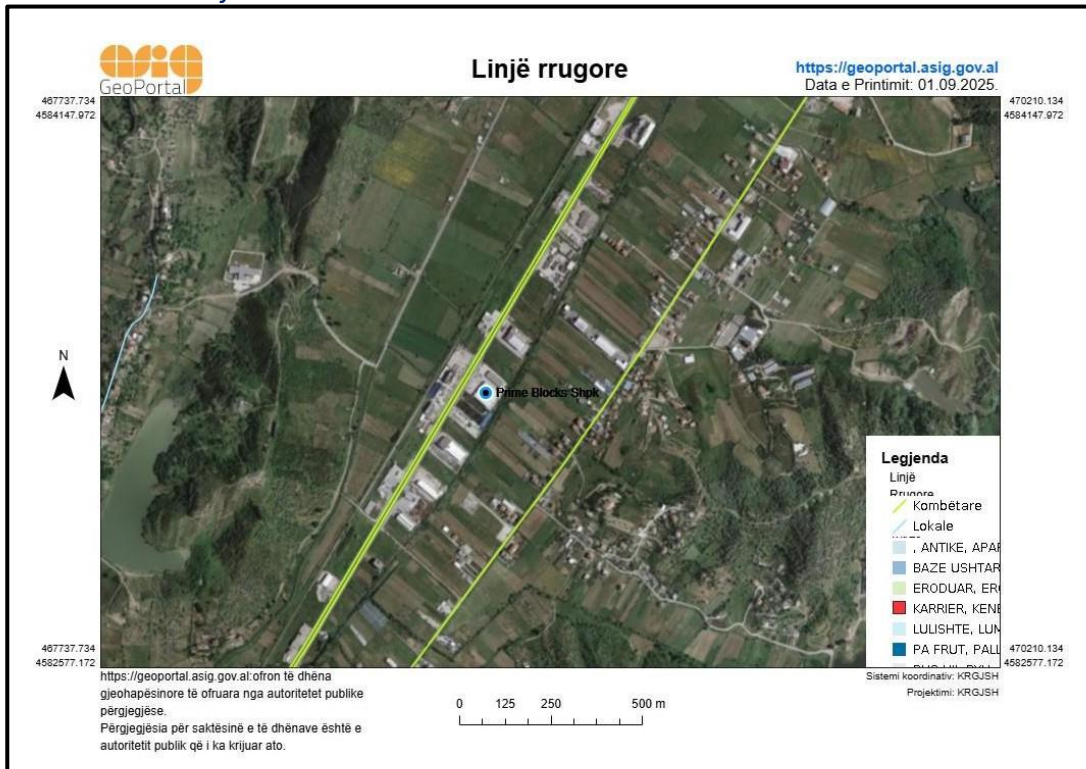 asig
GeoPortal
Linjë rrugore
https://geoportal.asig.gov.al
Data e Printimit: 01.09.2025.
467737.734
4584147.972
470210.134
4584147.972
N
Prime Blocks Shpk
Legjenda
Linjë
Rrugore
Kombëtare
Lokale
, ANTIKE, APAR
BAZE USHTAR
ERODUAR, ERO
KARRIER, KENE
LULISHTE, LUM
PA FRUT, PALL
467737.734
4582577.172
470210.134
4582577.172
https://geoportal.asig.gov.al:ofron të dhëna
gjeohapësinore të ofruara nga autoritetet publike
përgjegjëse.
Përgjegjësia për saktësinë e të dhënave është e
autoritetit publik që i ka krijuar ato.
0 125 250 500 m
Sistemi koordinativ: KRGJSH
Projektimi: KRGJSH